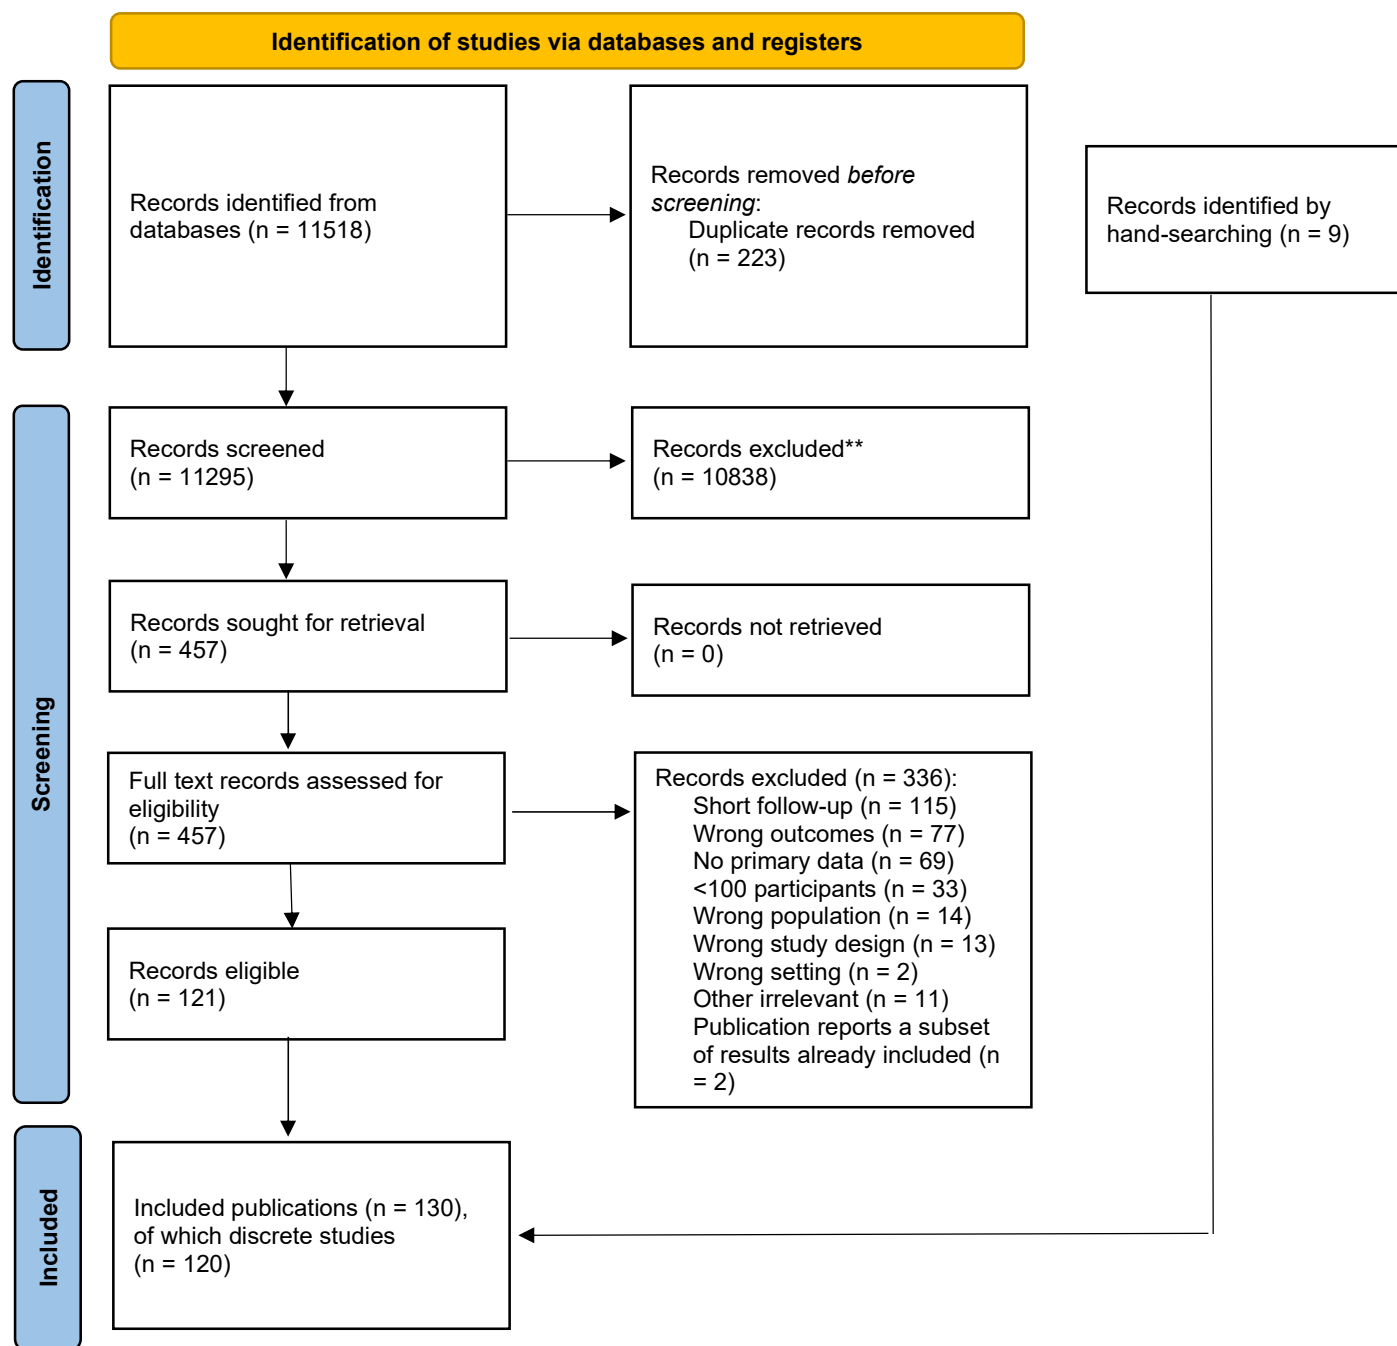 Identification of studies via databases and registers
Identification
Records identified from
databases (n = 11518)
Records removed before
screening:
Duplicate records removed
(n = 223)
Records identified by
hand-searching (n = 9)
Screening
Records screened
(n = 11295)
Records excluded**
(n = 10838)
Records sought for retrieval
(n = 457)
Records not retrieved
(n = 0)
Full text records assessed for
eligibility
(n = 457)
Records excluded (n = 336):
Short follow-up (n = 115)
Wrong outcomes (n = 77)
No primary data (n = 69)
<100 participants (n = 33)
Wrong population (n = 14)
Wrong study design (n = 13)
Wrong setting (n = 2)
Other irrelevant (n = 11)
Publication reports a subset
of results already included (n
= 2)
Records eligible
(n = 121)
Included
Included publications (n = 130),
of which discrete studies
(n = 120)